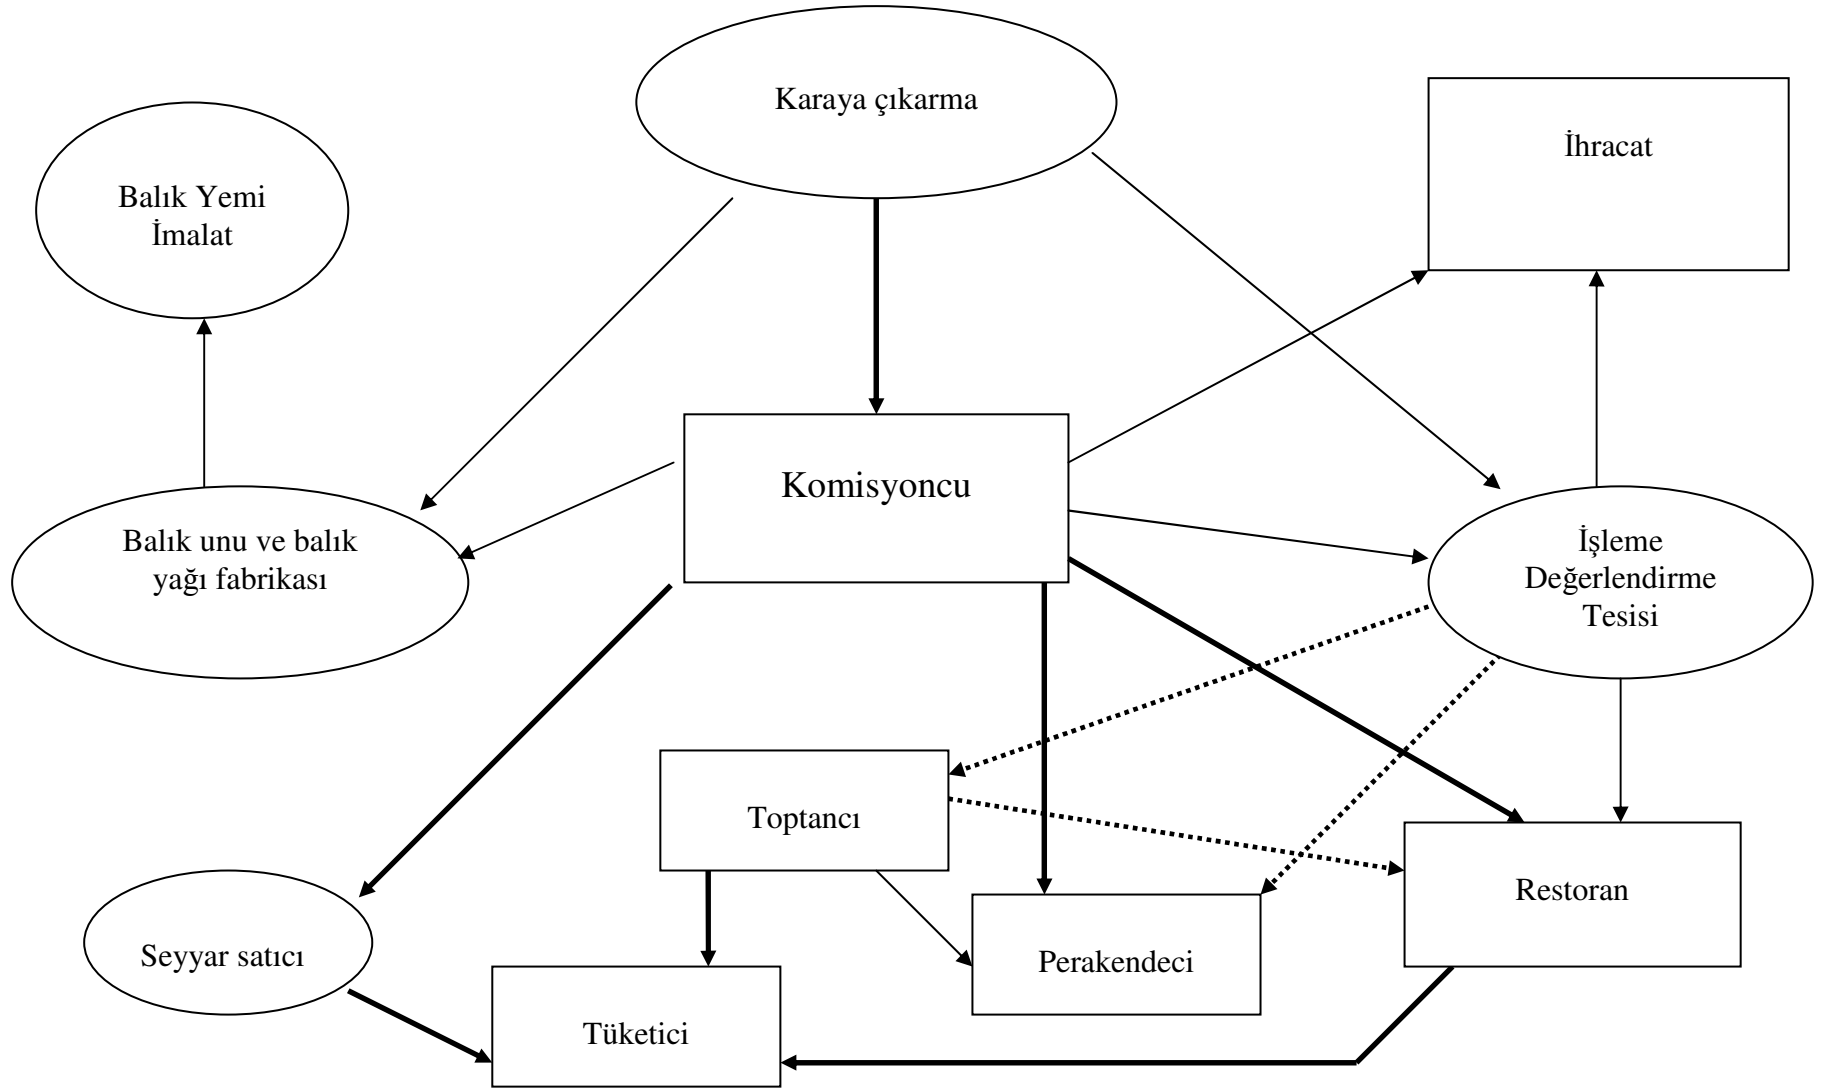 Karaya çıkarma
İhracat
Balık Yemi
İmalat
Komisyoncu
Balık unu ve balık
yağı fabrikası
İşleme
Değerlendirme
Tesisi
Toptancı
Restoran
Seyyar satıcı
Perakendeci
Tüketici